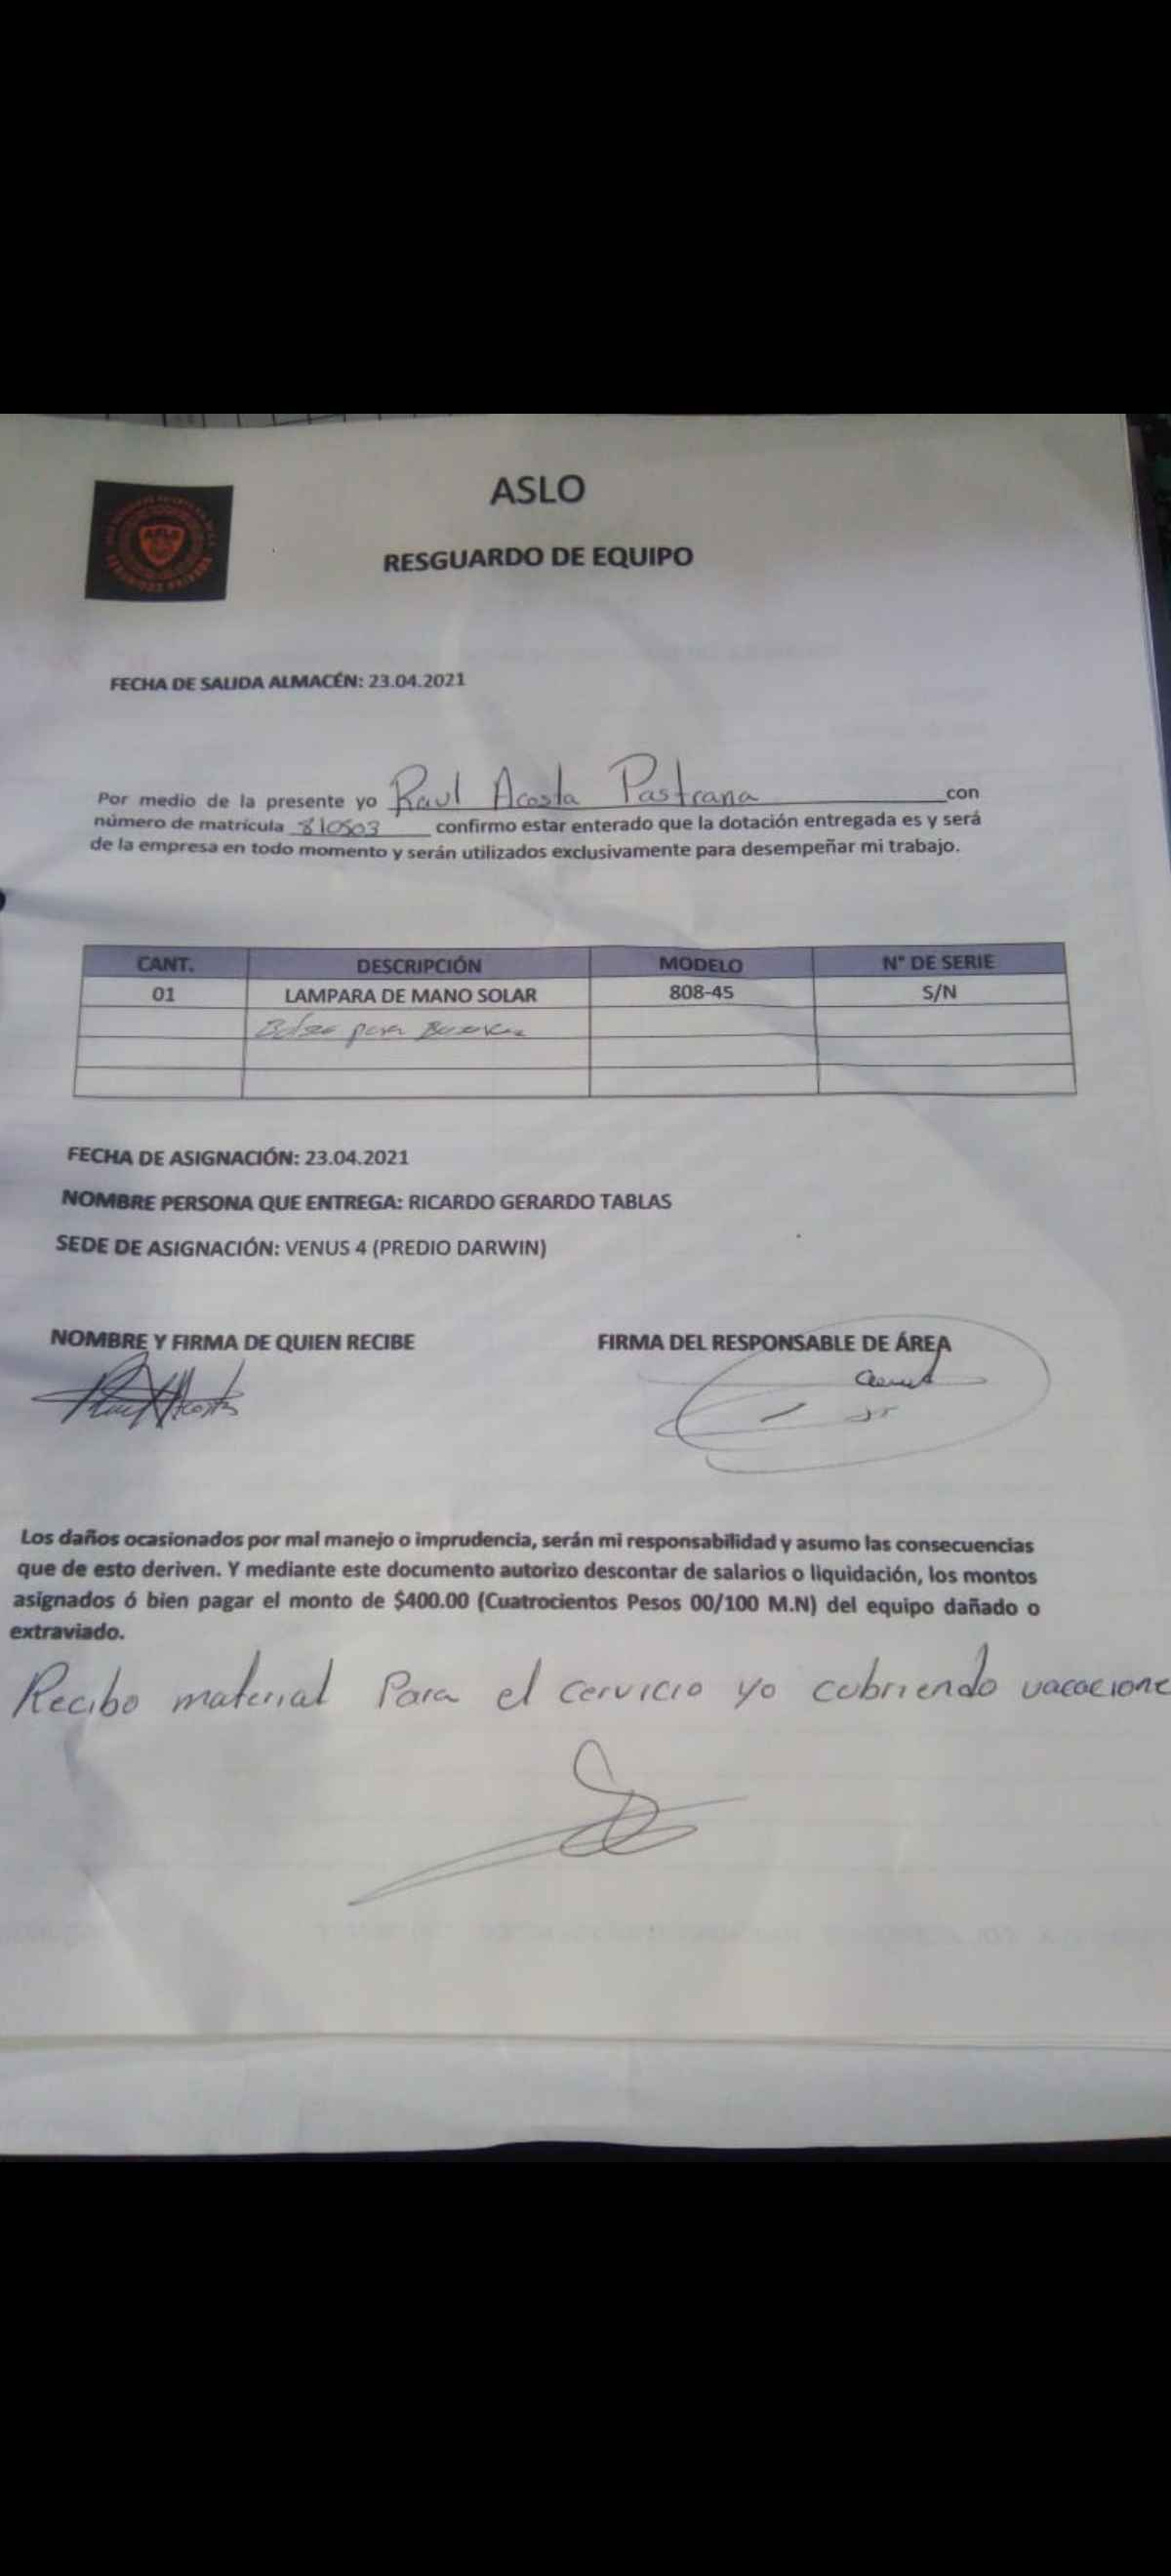 ASLO
RESGUARDO DE EQUIPO
ASLO
FECHA DE SALIDA ALMACÉN: 23.04.2021
Por medio de la presente yo Raul Acosta Pastrana con
número de matrícula 810503 confirmo estar enterado que la dotación entregada es y será
de la empresa en todo momento y serán utilizados exclusivamente para desempeñar mi trabajo.
CANT. DESCRIPCIÓN MODELO N° DE SERIE
01 LAMPARA DE MANO SOLAR 808-45 S/N
para
FECHA DE ASIGNACIÓN: 23.04.2021
NOMBRE PERSONA QUE ENTREGA: RICARDO GERARDO TABLAS
SEDE DE ASIGNACIÓN: VENUS 4 (PREDIO DARWIN)
NOMBRE Y FIRMA DE QUIEN RECIBE FIRMA DEL RESPONSABLE DE ÁREA
Los daños ocasionados por mal manejo o imprudencia, serán mi responsabilidad y asumo las consecuencias
que de esto deriven. Y mediante este documento autorizo descontar de salarios o liquidación, los montos
asignados ó bien pagar el monto de $400.00 (Cuatrocientos Pesos 00/100 M.N) del equipo dañado o
extraviado.
Recibo material Para el cervicio yo cubriendo vacacione